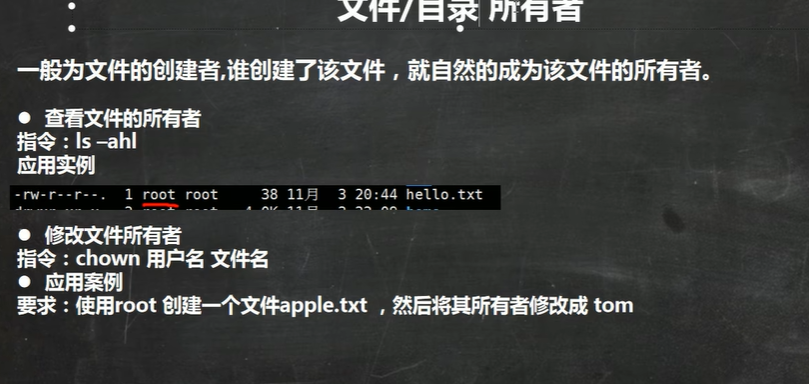 文件/目录 所有者
一般为文件的创建者,谁创建了该文件，就自然的成为该文件的所有者。
● 查看文件的所有者
指令：ls –ahl
应用实例
-rw-r--r--. 1 root root 38 11月 3 20:44 hello.txt
● 修改文件所有者
指令：chown 用户名 文件名
● 应用案例
要求：使用root 创建一个文件apple.txt ，然后将其所有者修改成 tom